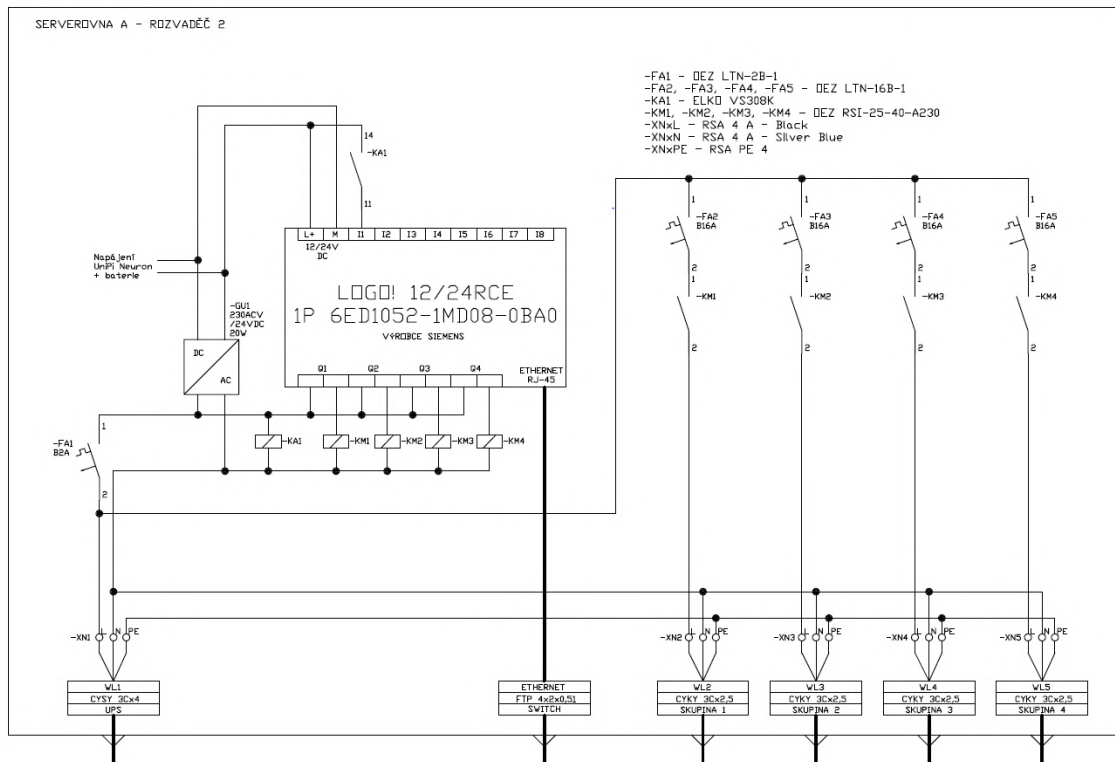 SERVEROVNA A - ROZVADĚČ 2
-FA1 - OEZ LTN-2B-1
-FA2, -FA3, -FA4, -FA5 - OEZ LTN-16B-1
-KA1 - ELKO VS308K
-KM1, -KM2, -KM3, -KM4 - OEZ RSI-25-40-A230
-XNxL - RSA 4 A - Black
-XNxN - RSA 4 A - Silver Blue
-XNxPE - RSA PE 4
14
-KA1
11
1 1 1 1
-FA2 -FA3 -FA4 -FA5
B16A B16A B16A B16A
2 2 2 2
L+ M I1 I2 I3 I4 I5 I6 I7 I8
12/24V
DC
Napájení
UniPi Neuron
+ baterie
LOGO! 12/24RCE
1P 6ED1052-1MD08-0BA0
VÝROBCE SIEMENS
1 1 1 1
-KM1 -KM2 -KM3 -KM4
2 2 2 2
-GU1
230ACV
/24VDC
20W
DC
AC
Q1 Q2 Q3 Q4
ETHERNET
RJ-45
1
-FA1
B2A
2
-KA1 -KM1 -KM2 -KM3 -KM4
-XN1 L N PE
-XN2 L N PE
-XN3 L N PE
-XN4 L N PE
-XN5 L N PE
WL1
CYSY 3Cx4
UPS
ETHERNET
FTP 4x2x0,51
SWITCH
WL2
CYKY 3Cx2,5
SKUPINA 1
WL3
CYKY 3Cx2,5
SKUPINA 2
WL4
CYKY 3Cx2,5
SKUPINA 3
WL5
CYKY 3Cx2,5
SKUPINA 4